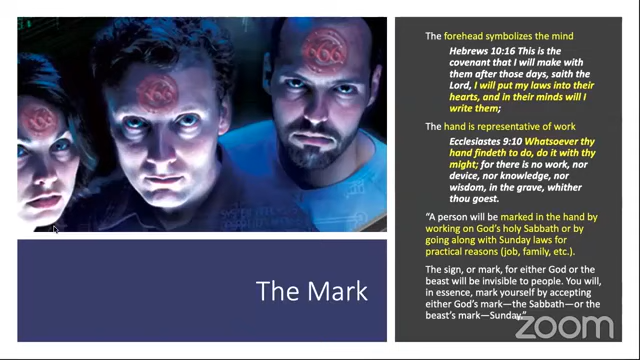 The forehead symbolizes the mind
Hebrews 10:16 This is the
covenant that I will make with
them after those days, saith the
Lord, I will put my laws into their
hearts, and in their minds will I
write them;
The hand is representative of work
Ecclesiastes 9:10 Whatsoever thy
hand findeth to do, do it with thy
might; for there is no work, nor
device, nor knowledge, nor
wisdom, in the grave, whither
thou goest.
“A person will be marked in the hand by
working on God’s holy Sabbath or by
going along with Sunday laws for
practical reasons (job, family, etc.).
The sign, or mark, for either God or the
beast will be invisible to people. You will,
in essence, mark yourself by accepting
either God’s mark—the Sabbath—or the
beast’s mark—Sunday.”
The Mark
666
zoom